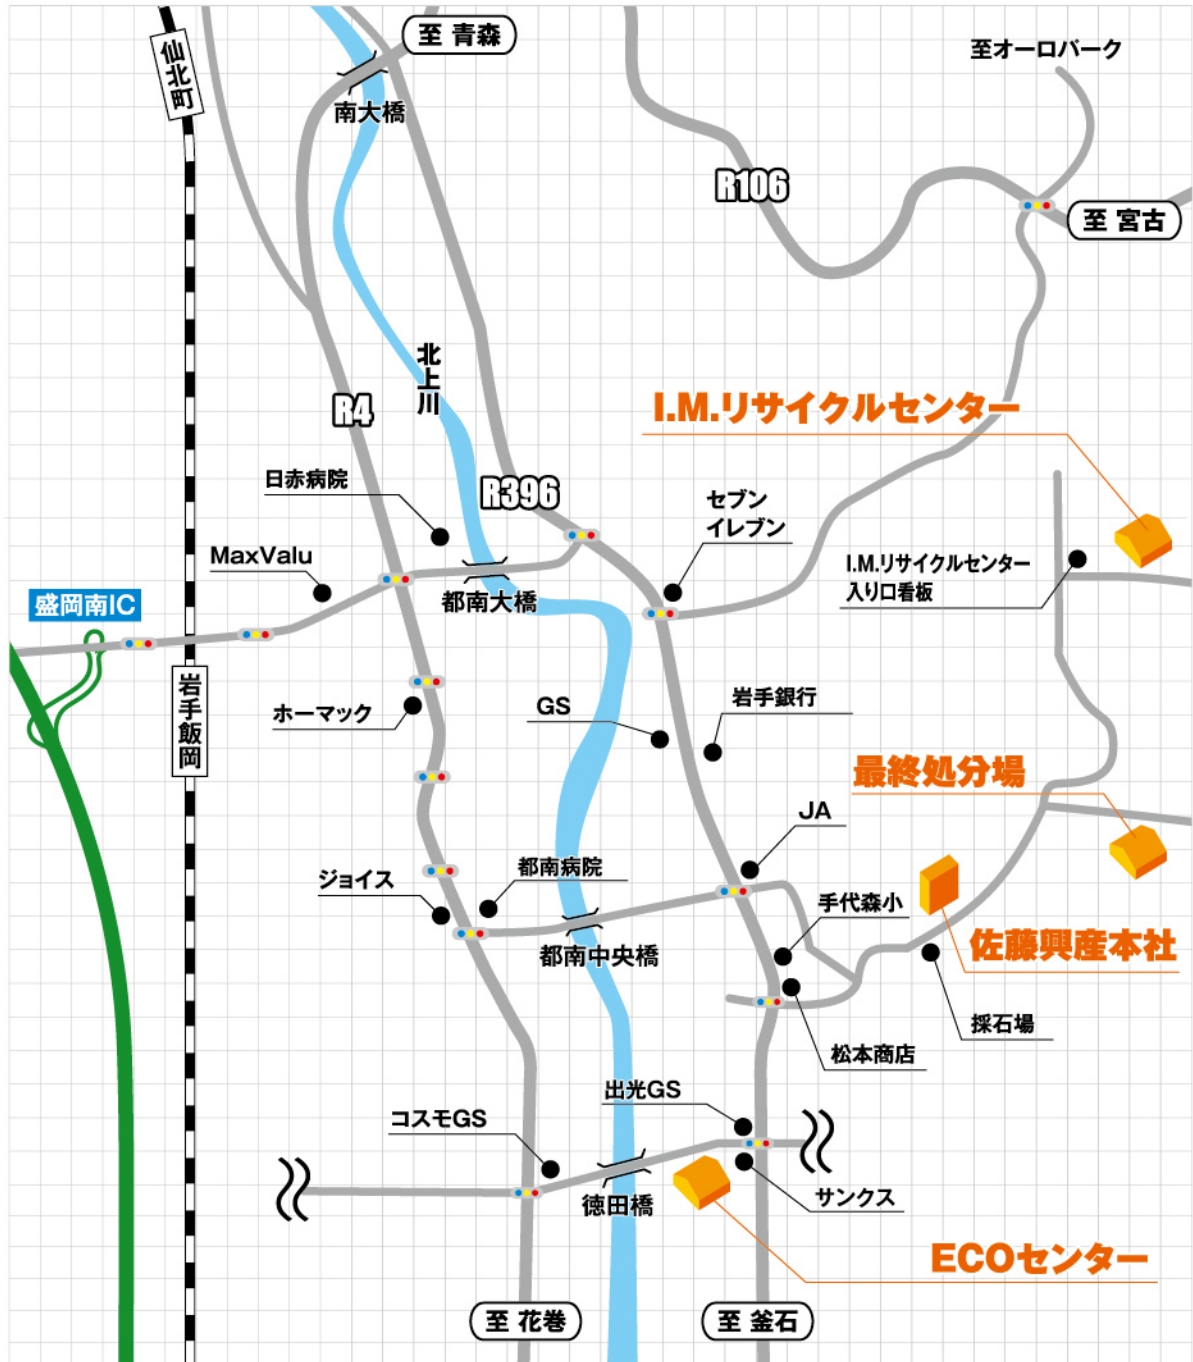 至 青森
仙北町
至オーロパーク
南大橋
R106
至 宮古
北上川
R4
I.M.リサイクルセンター
日赤病院
R396
セブン
イレブン
MaxValu
I.M.リサイクルセンター
入り口看板
都南大橋
盛岡南IC
岩手飯岡
岩手銀行
GS
ホーマック
最終処分場
JA
都南病院
ジョイス
手代森小
佐藤興産本社
都南中央橋
採石場
松本商店
出光GS
コスモGS
サンクス
徳田橋
ECOセンター
至 花巻
至 釜石